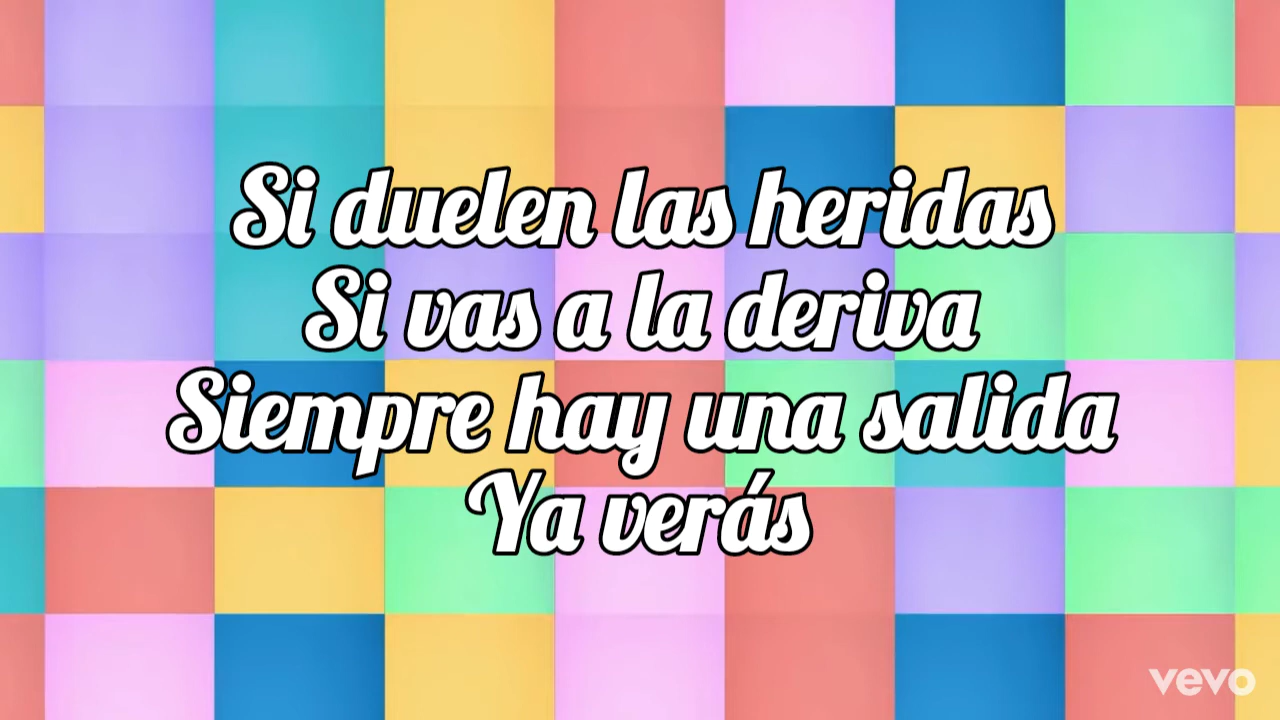 Si duelen las heridas
Si vas a la deriva
Siempre hay una salida
Ya verás
vevo